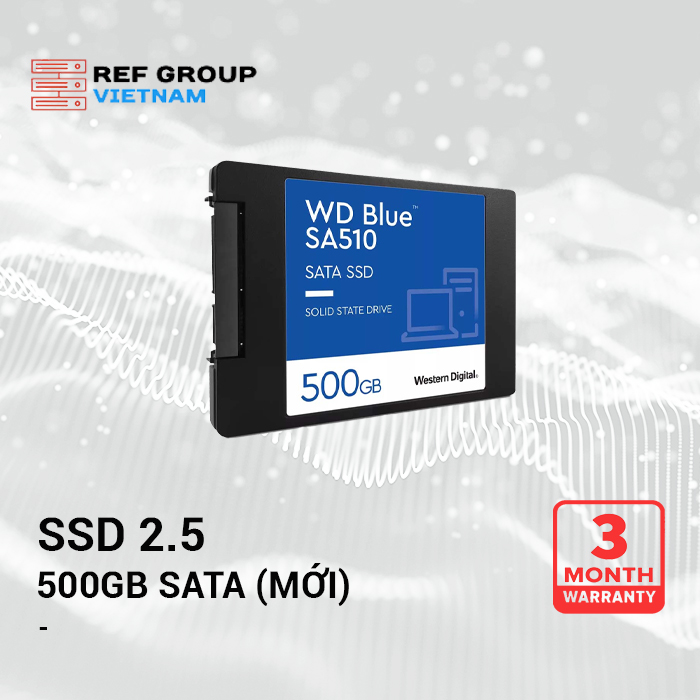 REF GROUP
VIETNAM
WD Blue™
SA510
SATA SSD
SOLID STATE DRIVE
500GB
Western Digital®
SSD 2.5
500GB SATA (MỚI)
-
3
MONTH
WARRANTY